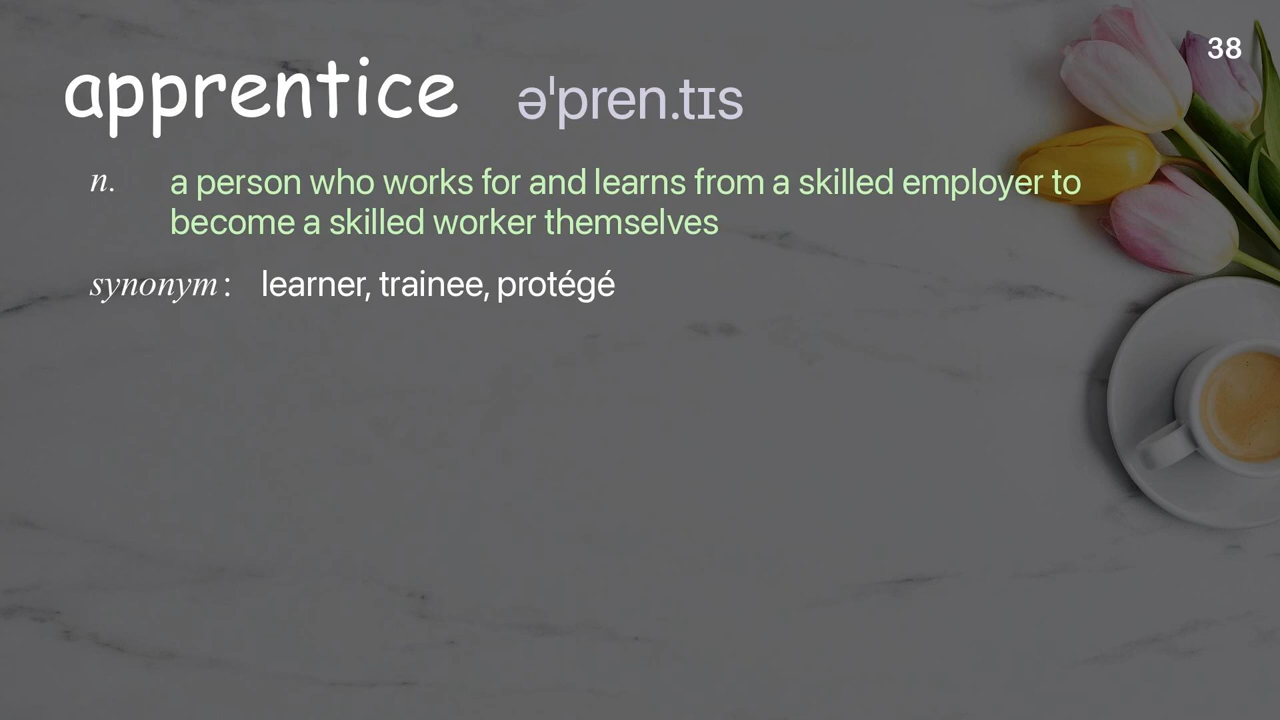 38
apprentice əˈpren.tɪs
n. a person who works for and learns from a skilled employer to
become a skilled worker themselves
synonym : learner, trainee, protégé